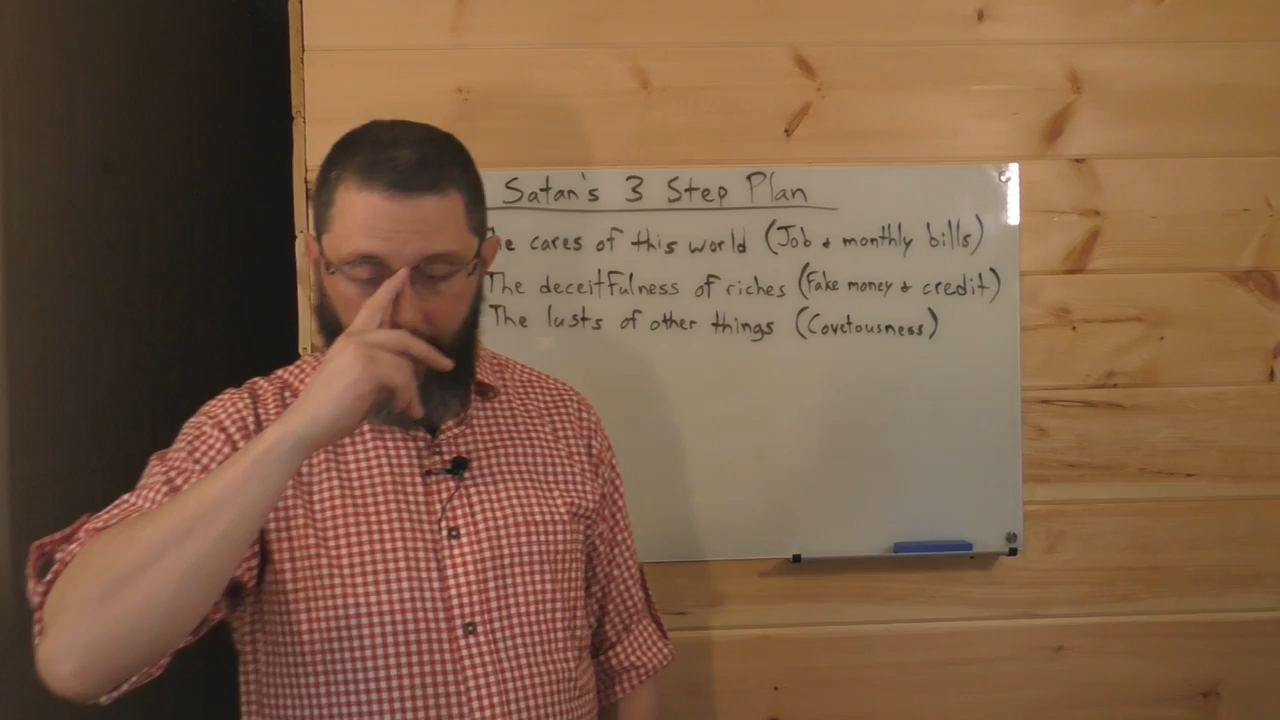 Satan's 3 Step Plan
he cares of this world (Job & monthly bills)
The deceitfulness of riches (Fake money & credit)
The lusts of other things (Covetousness)